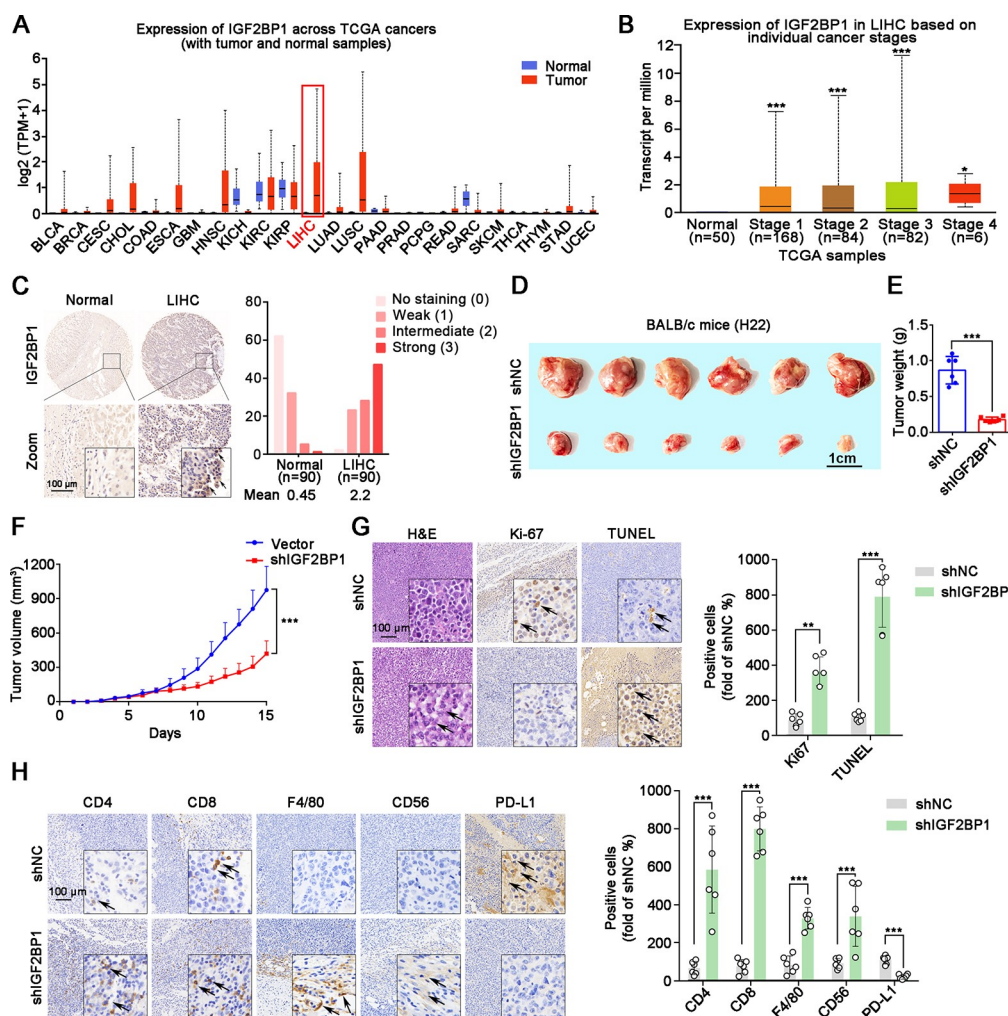 A
Expression of IGF2BP1 across TCGA cancers
(with tumor and normal samples)
log2 (TPM+1)
6
5
4
3
2
1
0
Normal
Tumor
BLCA
BRCA
CESC
CHOL
COAD
ESCA
GBM
HNSC
KICH
KIRC
KIRP
LIHC
LUAD
LUSC
PAAD
PRAD
PCPG
READ
SARC
SKCM
THCA
THYM
STAD
UCEC
B
Expression of IGF2BP1 in LIHC based on
individual cancer stages
Transcript per million
12
10
8
6
4
2
0
***
***
***
*
Normal Stage 1 Stage 2 Stage 3 Stage 4
(n=50) (n=168) (n=84) (n=82) (n=6)
TCGA samples
C
Normal LIHC
IGF2BP1
Zoom
100 μm
80
60
40
20
0
No staining (0)
Weak (1)
Intermediate (2)
Strong (3)
Normal LIHC
(n=90) (n=90)
Mean 0.45 2.2
D
BALB/c mice (H22)
shNC
shIGF2BP1
1cm
E
Tumor weight (g)
1.5
1.0
0.5
0.0
***
shNC
shIGF2BP1
F
Vector
shIGF2BP1
Tumor volume (mm³)
1200
900
600
300
0
***
0 5 10 15
Days
G
H&E Ki-67 TUNEL
shNC
100 μm
shIGF2BP1
Positive cells
(fold of shNC %)
1000
800
600
400
200
0
**
***
shNC
shIGF2BP
Ki67
TUNEL
H
CD4 CD8 F4/80 CD56 PD-L1
shNC
100 μm
shIGF2BP1
Positive cells
(fold of shNC %)
1000
800
600
400
200
0
***
***
***
***
***
shNC
shIGF2BP1
CD4
CD8
F4/80
CD56
PD-L1